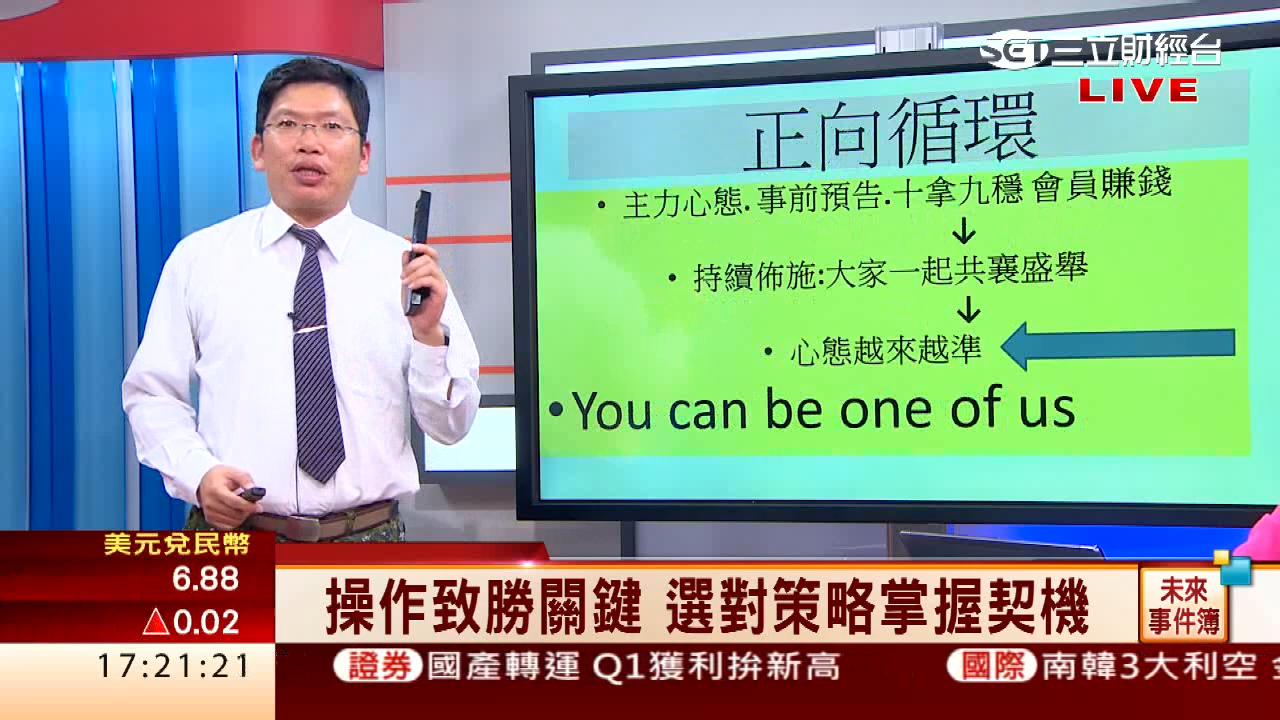 SET三立財經台
LIVE
正向循環
• 主力心態.事前預告.十拿九穩 會員賺錢
↓
• 持續佈施:大家一起共襄盛舉
↓
• 心態越來越準
•You can be one of us
美元兌民幣
6.88
△0.02
17:21:21
操作致勝關鍵 選對策略掌握契機
未來
事件簿
證券 國產轉運 Q1獲利拚新高
國際 南韓3大利空